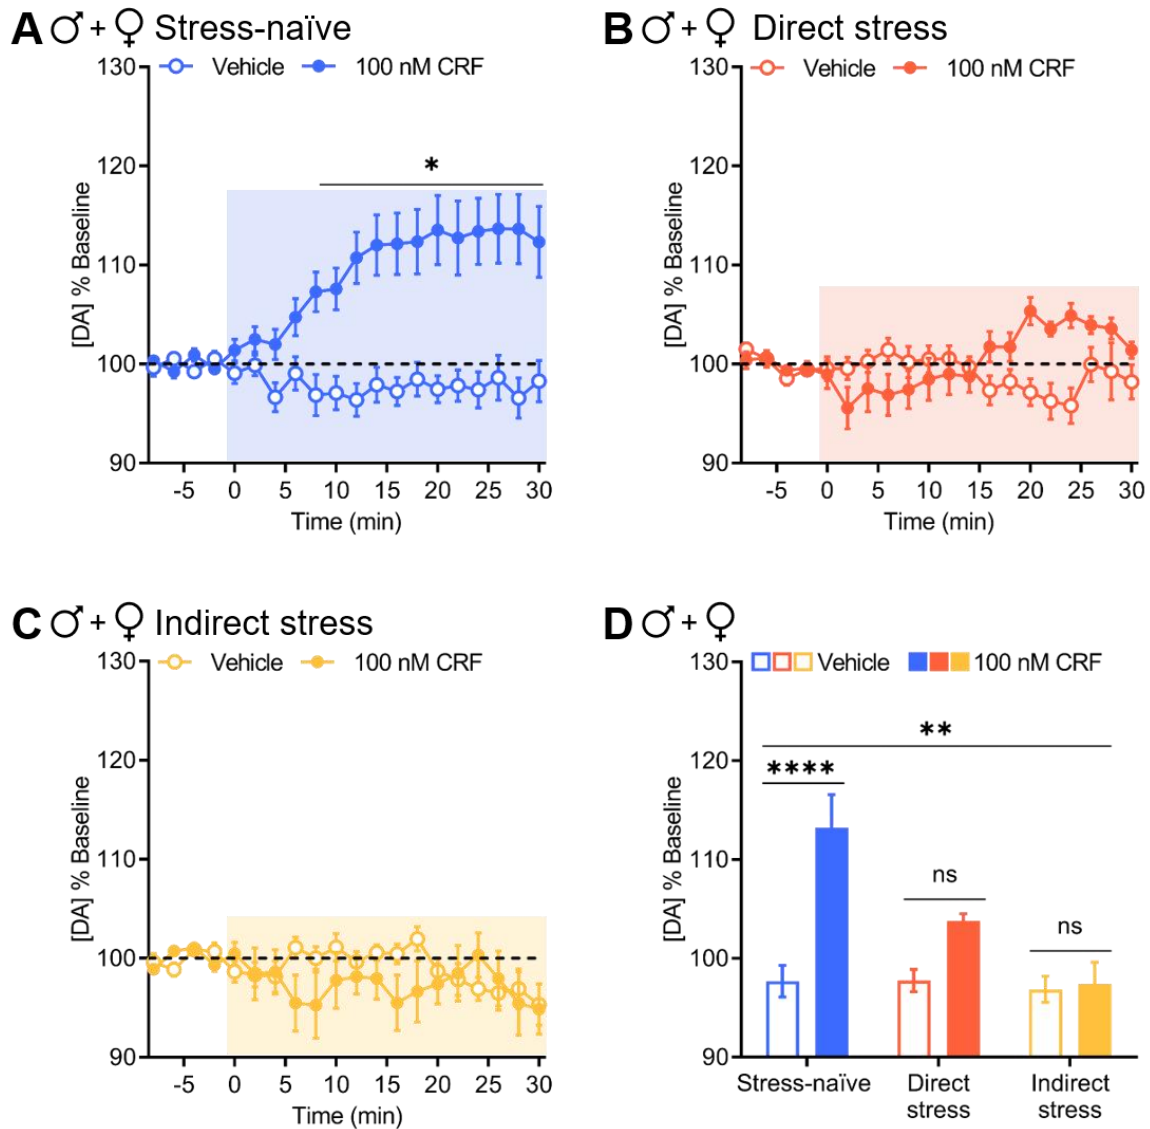 A ♂ + ♀ Stress-naïve
Vehicle 100 nM CRF
130
120
110
100
90
[DA] % Baseline
*
-5 0 5 10 15 20 25 30
Time (min)
B ♂ + ♀ Direct stress
Vehicle 100 nM CRF
130
120
110
100
90
[DA] % Baseline
-5 0 5 10 15 20 25 30
Time (min)
C ♂ + ♀ Indirect stress
Vehicle 100 nM CRF
130
120
110
100
90
[DA] % Baseline
-5 0 5 10 15 20 25 30
Time (min)
D ♂ + ♀
Vehicle 100 nM CRF
130
120
110
100
90
[DA] % Baseline
**
****
ns
ns
Stress-naïve
Direct
stress
Indirect
stress